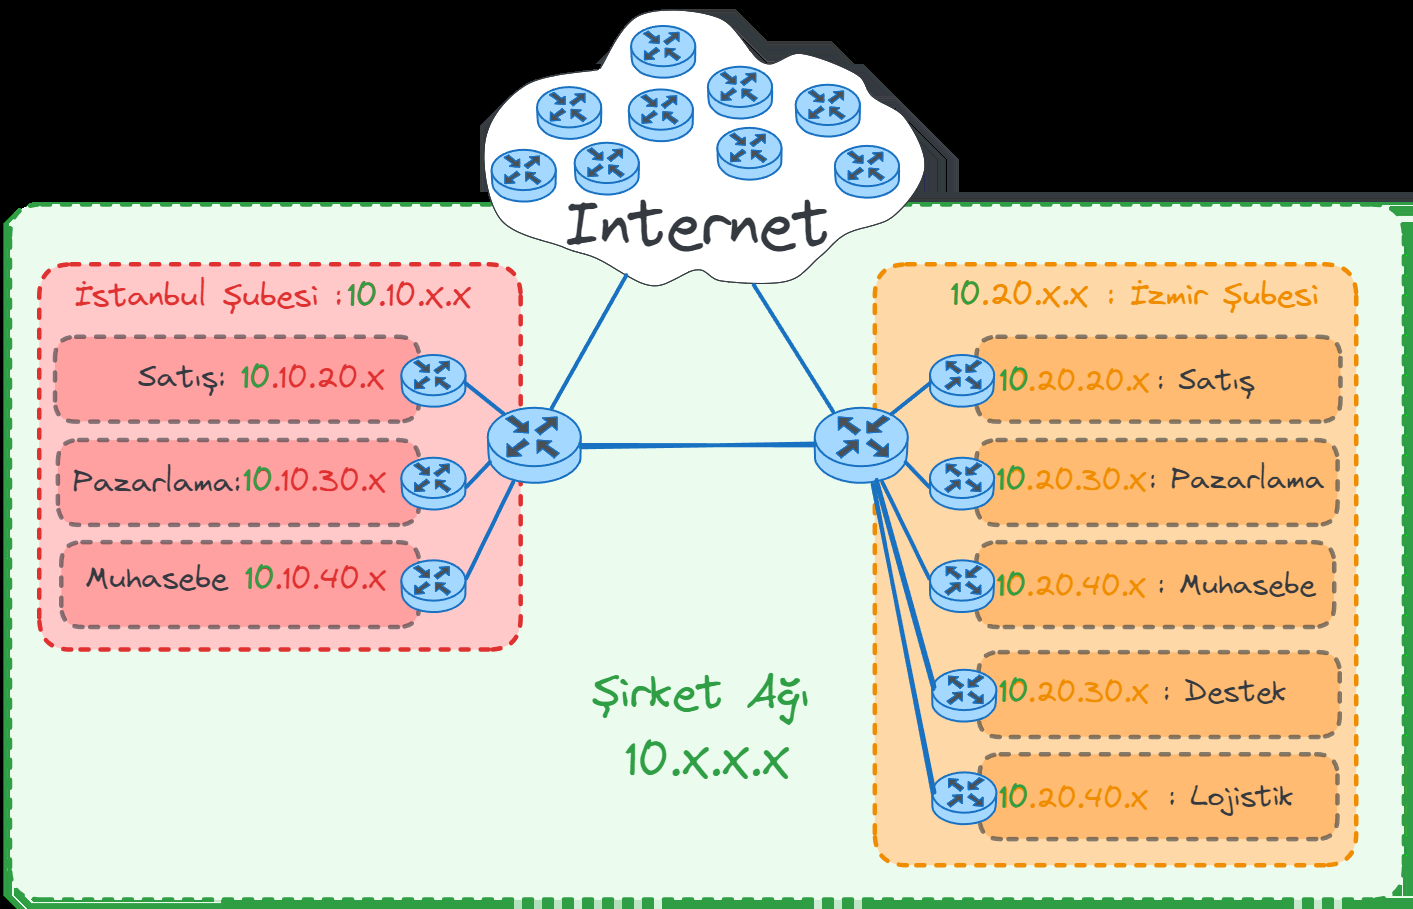 Internet
İstanbul Şubesi :10.10.x.x
Satış: 10.10.20.x
Pazarlama:10.10.30.x
Muhasebe 10.10.40.x
10.20.x.x : İzmir Şubesi
10.20.20.x : Satış
10.20.30.x : Pazarlama
10.20.40.x : Muhasebe
10.20.30.x : Destek
10.20.40.x : Lojistik
Şirket Ağı
10.x.x.x